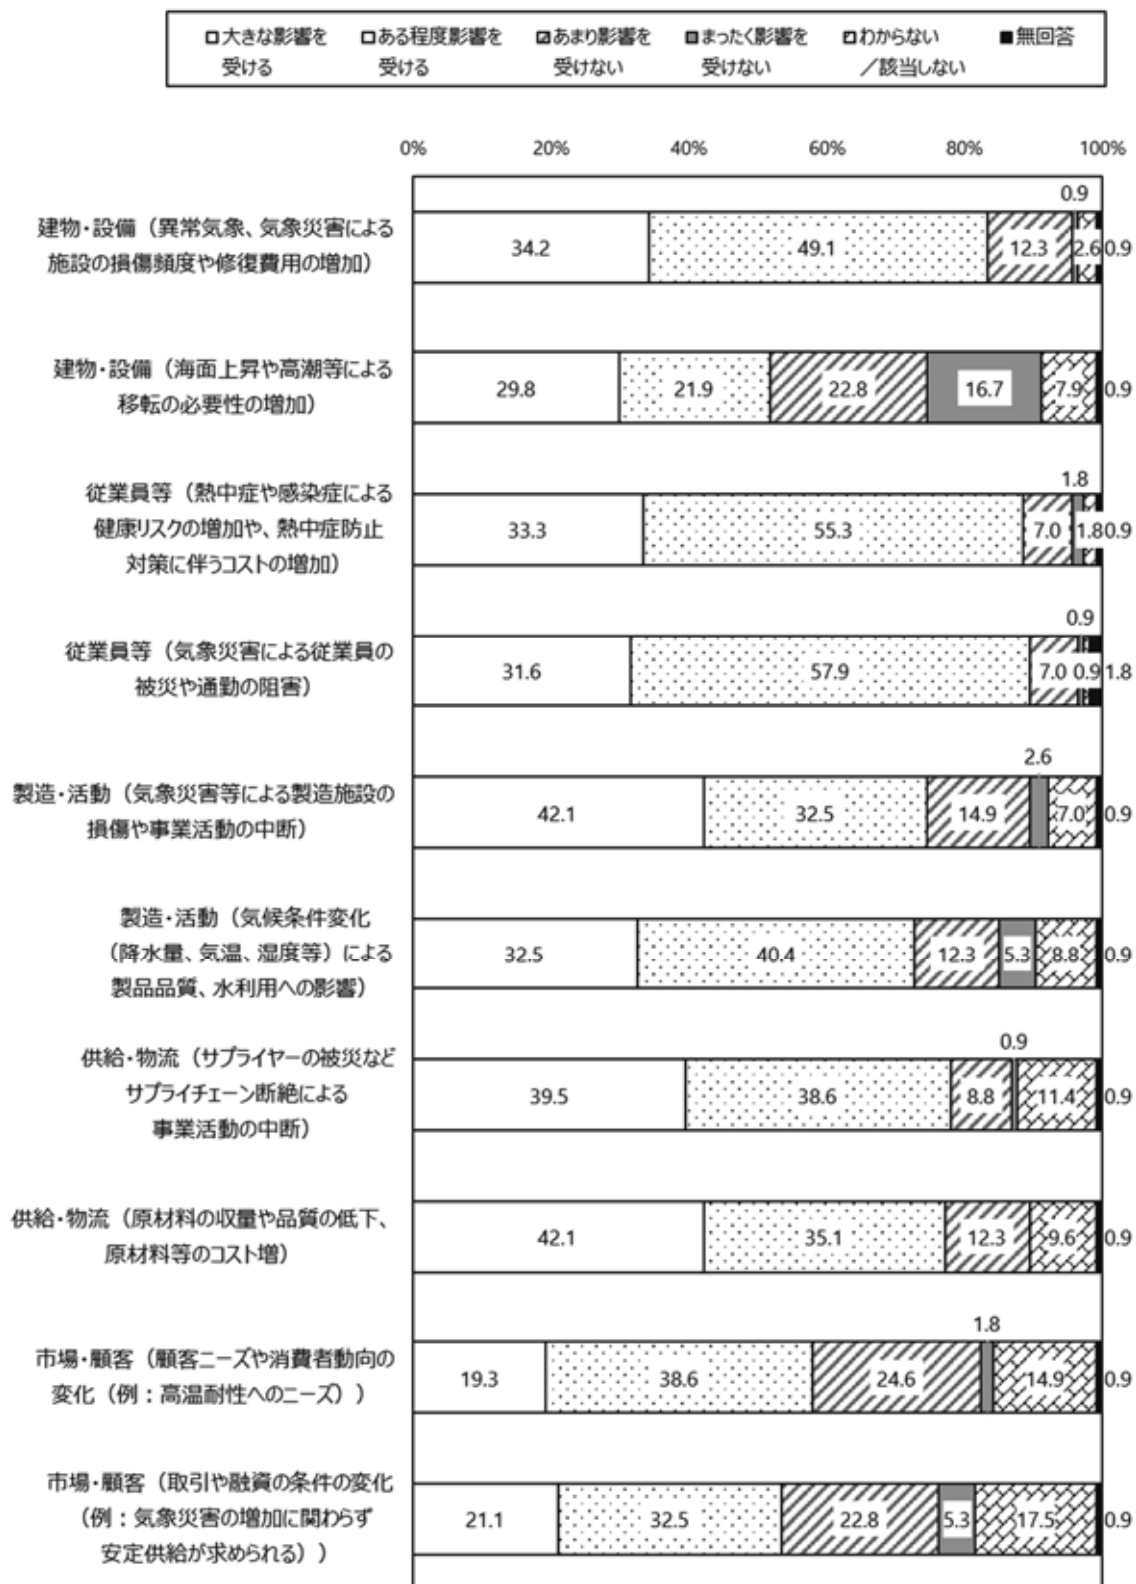 □大きな影響を □ある程度影響を ▨あまり影響を ■まったく影響を ▨わからない ■無回答
受ける 受ける 受けない 受けない ／該当しない
0% 20% 40% 60% 80% 100%
0.9
建物・設備（異常気象、気象災害による
施設の損傷頻度や修復費用の増加）
34.2 49.1 12.3 2.6 0.9
建物・設備（海面上昇や高潮等による
移転の必要性の増加）
29.8 21.9 22.8 16.7 7.9 0.9
1.8
従業員等（熱中症や感染症による
健康リスクの増加や、熱中症防止
対策に伴うコストの増加）
33.3 55.3 7.0 1.8 0.9
0.9
従業員等（気象災害による従業員の
被災や通勤の阻害）
31.6 57.9 7.0 0.9 1.8
2.6
製造・活動（気象災害等による製造施設の
損傷や事業活動の中断）
42.1 32.5 14.9 7.0 0.9
製造・活動（気候条件変化
（降水量、気温、湿度等）による
製品品質、水利用への影響）
32.5 40.4 12.3 5.3 8.8 0.9
0.9
供給・物流（サプライヤーの被災など
サプライチェーン断絶による
事業活動の中断）
39.5 38.6 8.8 11.4 0.9
供給・物流（原材料の収量や品質の低下、
原材料等のコスト増）
42.1 35.1 12.3 9.6 0.9
1.8
市場・顧客（顧客ニーズや消費者動向の
変化（例：高温耐性へのニーズ））
19.3 38.6 24.6 14.9 0.9
市場・顧客（取引や融資の条件の変化
（例：気象災害の増加に関わらず
安定供給が求められる））
21.1 32.5 22.8 5.3 17.5 0.9